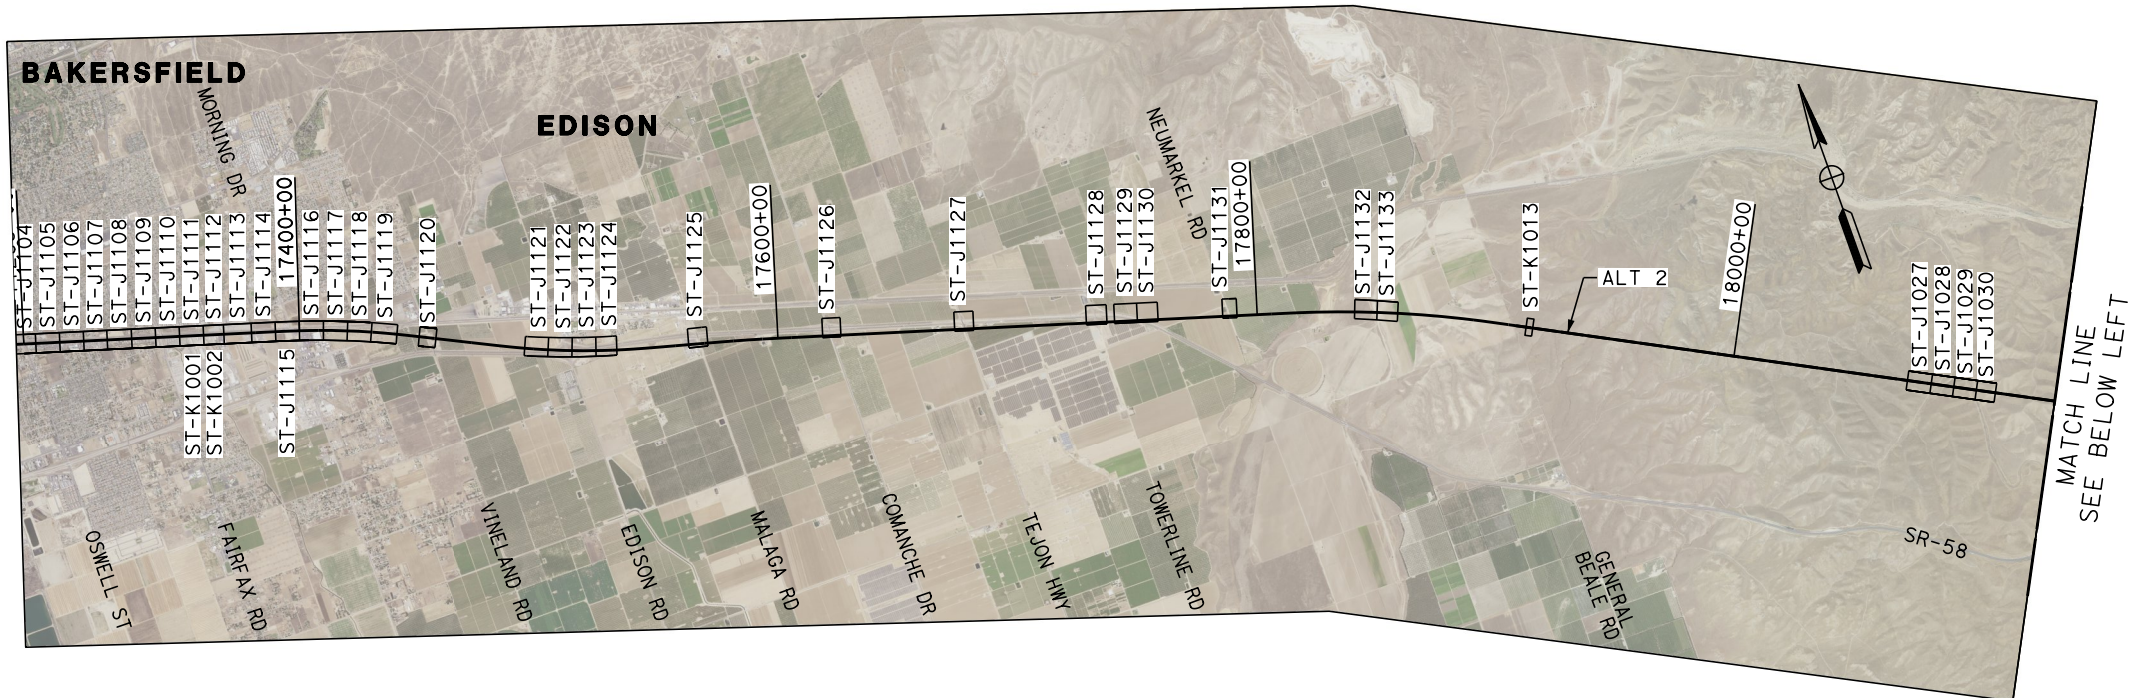 BAKERSFIELD
EDISON
MORNING DR
NEUMARKEL RD
ST-J1104
ST-J1105
ST-J1106
ST-J1107
ST-J1108
ST-J1109
ST-J1110
ST-J1111
ST-J1112
ST-J1113
ST-J1114
17400+00
ST-J1116
ST-J1117
ST-J1118
ST-J1119
ST-J1120
ST-J1121
ST-J1122
ST-J1123
ST-J1124
ST-J1125
17600+00
ST-J1126
ST-J1127
ST-J1128
ST-J1129
ST-J1130
ST-J1131
17800+00
ST-J1132
ST-J1133
ST-K1013
ALT 2
18000+00
ST-J1027
ST-J1028
ST-J1029
ST-J1030
ST-K1001
ST-K1002
ST-J1115
MATCH LINE
SEE BELOW LEFT
OSWELL ST
FAIRFAX RD
VINELAND RD
EDISON RD
MALAGA RD
COMANCHE DR
TEJON HWY
TOWERLINE RD
GENERAL
BEALE RD
SR-58